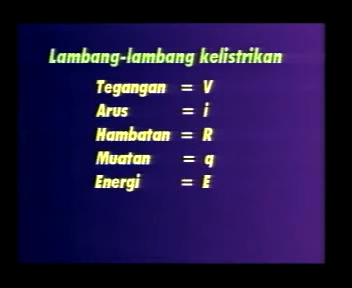 Lambang-lambang kelistrikan
Tegangan = V
Arus = i
Hambatan = R
Muatan = q
Energi = E